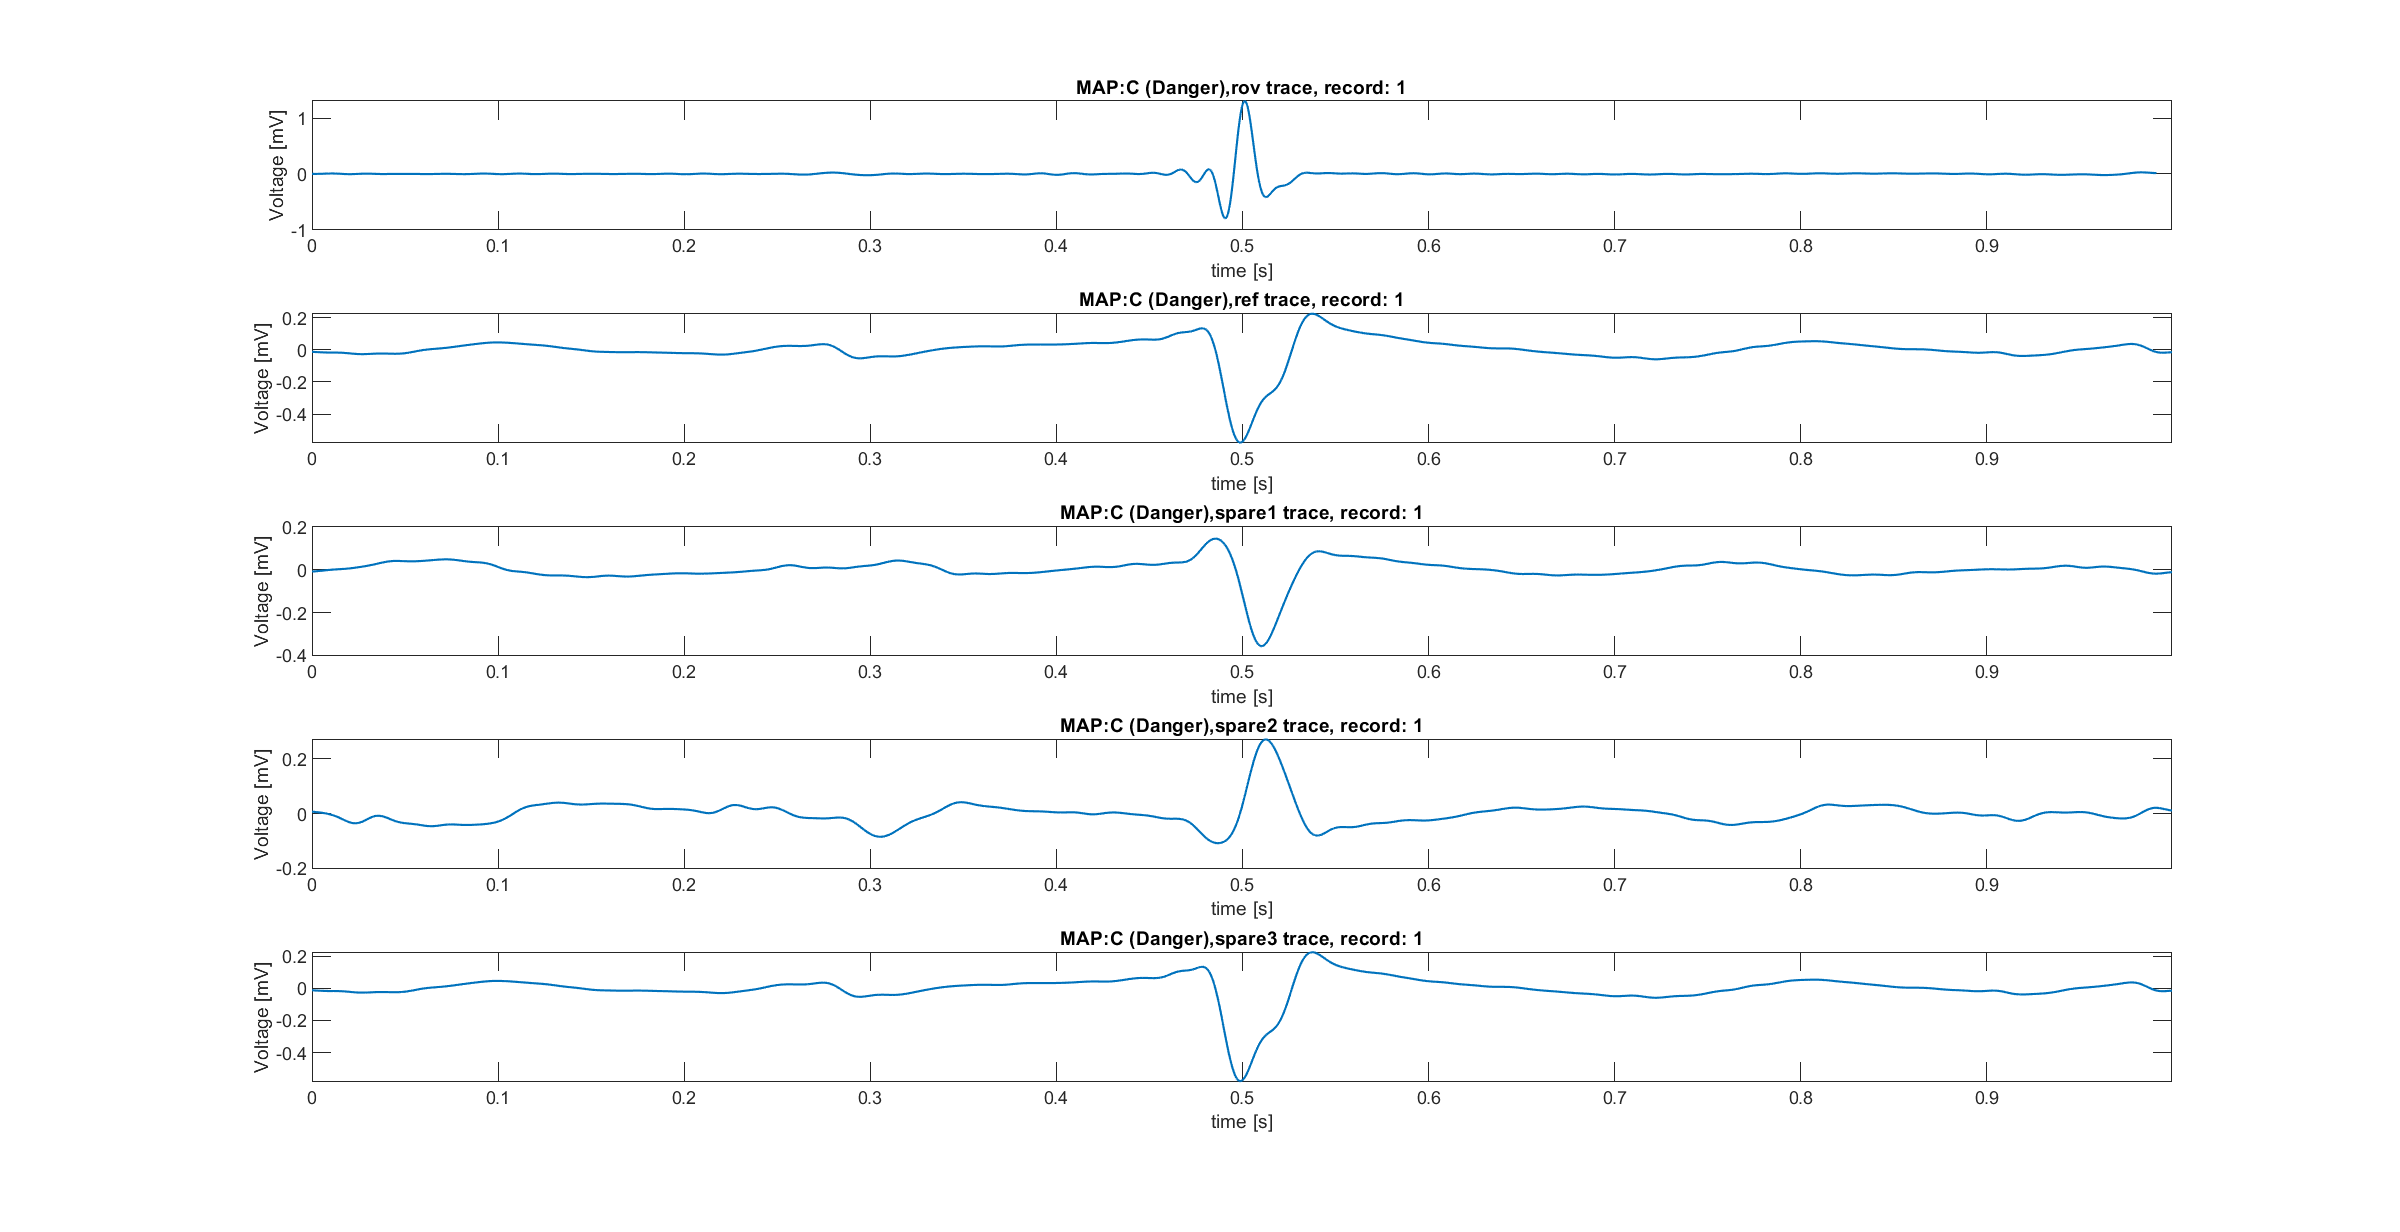 MAP:C (Danger),rov trace, record: 1
Voltage [mV]
1
0
-1
0 0.1 0.2 0.3 0.4 0.5 0.6 0.7 0.8 0.9
time [s]
MAP:C (Danger),ref trace, record: 1
Voltage [mV]
0.2
0
-0.2
-0.4
0 0.1 0.2 0.3 0.4 0.5 0.6 0.7 0.8 0.9
time [s]
MAP:C (Danger),spare1 trace, record: 1
Voltage [mV]
0.2
0
-0.2
-0.4
0 0.1 0.2 0.3 0.4 0.5 0.6 0.7 0.8 0.9
time [s]
MAP:C (Danger),spare2 trace, record: 1
Voltage [mV]
0.2
0
-0.2
0 0.1 0.2 0.3 0.4 0.5 0.6 0.7 0.8 0.9
time [s]
MAP:C (Danger),spare3 trace, record: 1
Voltage [mV]
0.2
0
-0.2
-0.4
0 0.1 0.2 0.3 0.4 0.5 0.6 0.7 0.8 0.9
time [s]